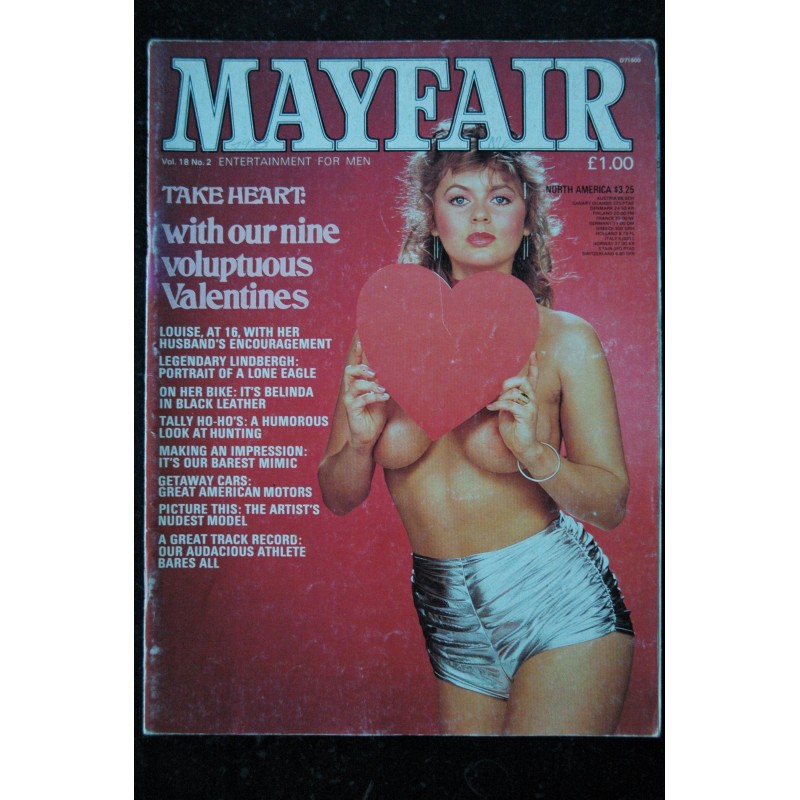 MAYFAIR
Vol. 18 No. 2 ENTERTAINMENT FOR MEN
£1.00
NORTH AMERICA $3.25
TAKE HEART:
with our nine
voluptuous
Valentines
LOUISE, AT 16, WITH HER
HUSBAND'S ENCOURAGEMENT
LEGENDARY LINDBERGH:
PORTRAIT OF A LONE EAGLE
ON HER BIKE: IT'S BELINDA
IN BLACK LEATHER
TALLY HO-HO'S: A HUMOROUS
LOOK AT HUNTING
MAKING AN IMPRESSION:
IT'S OUR BAREST MIMIC
GETAWAY CARS:
GREAT AMERICAN MOTORS
PICTURE THIS: THE ARTIST'S
NUDEST MODEL
A GREAT TRACK RECORD:
OUR AUDACIOUS ATHLETE
BARES ALL